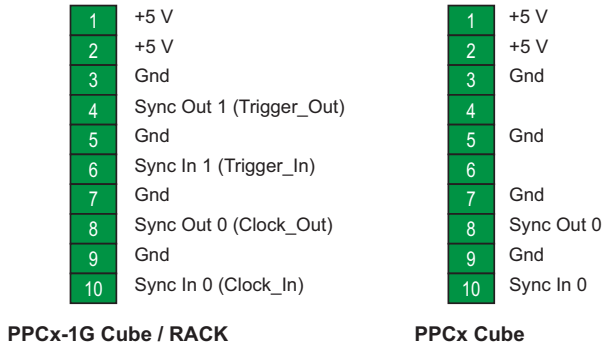 1 +5 V
2 +5 V
3 Gnd
4 Sync Out 1 (Trigger_Out)
5 Gnd
6 Sync In 1 (Trigger_In)
7 Gnd
8 Sync Out 0 (Clock_Out)
9 Gnd
10 Sync In 0 (Clock_In)
PPCx-1G Cube / RACK
1 +5 V
2 +5 V
3 Gnd
4
5 Gnd
6
7 Gnd
8 Sync Out 0
9 Gnd
10 Sync In 0
PPCx Cube